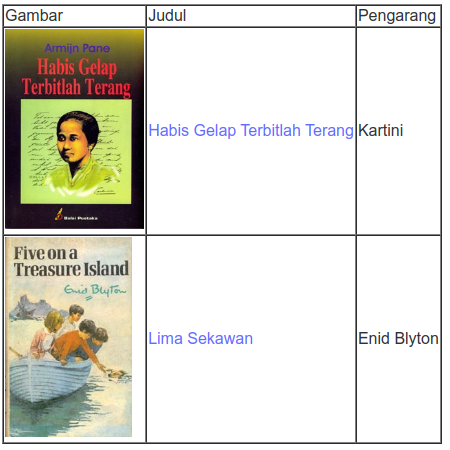 Gambar Judul Pengarang
Armijn Pane
Habis Gelap
Terbitlah Terang
Balai Pustaka
Habis Gelap Terbitlah Terang Kartini
Five on a
Treasure Island
Enid Blyton
Lima Sekawan Enid Blyton